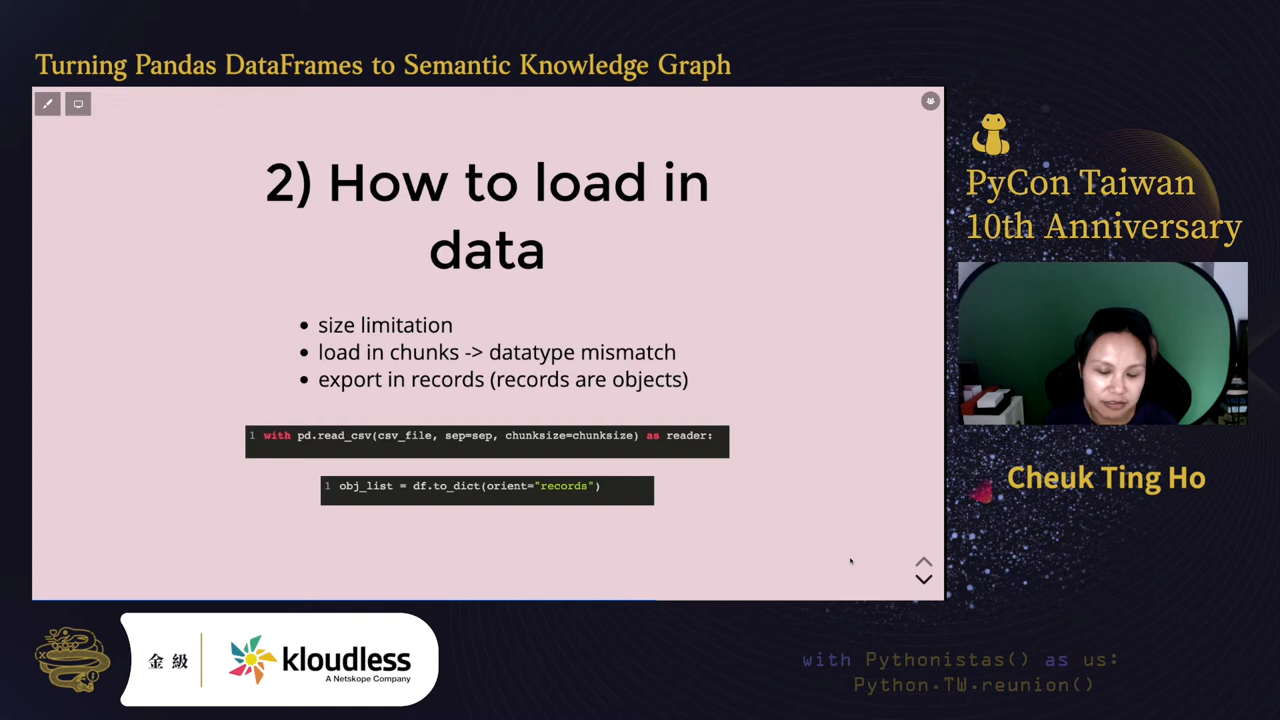 Turning Pandas DataFrames to Semantic Knowledge Graph
2) How to load in
data
• size limitation
• load in chunks -> datatype mismatch
• export in records (records are objects)
1 with pd.read_csv(csv_file, sep=sep, chunksize=chunksize) as reader:
1 obj_list = df.to_dict(orient="records")
PyCon Taiwan
10th Anniversary
Cheuk Ting Ho
金級
kloudless
A Netskope Company
with Pythonistas() as us:
Python.TW.reunion()